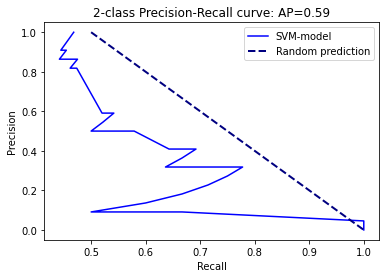 2-class Precision-Recall curve: AP=0.59
SVM-model
Random prediction
Precision
1.0
0.8
0.6
0.4
0.2
0.0
0.5 0.6 0.7 0.8 0.9 1.0
Recall